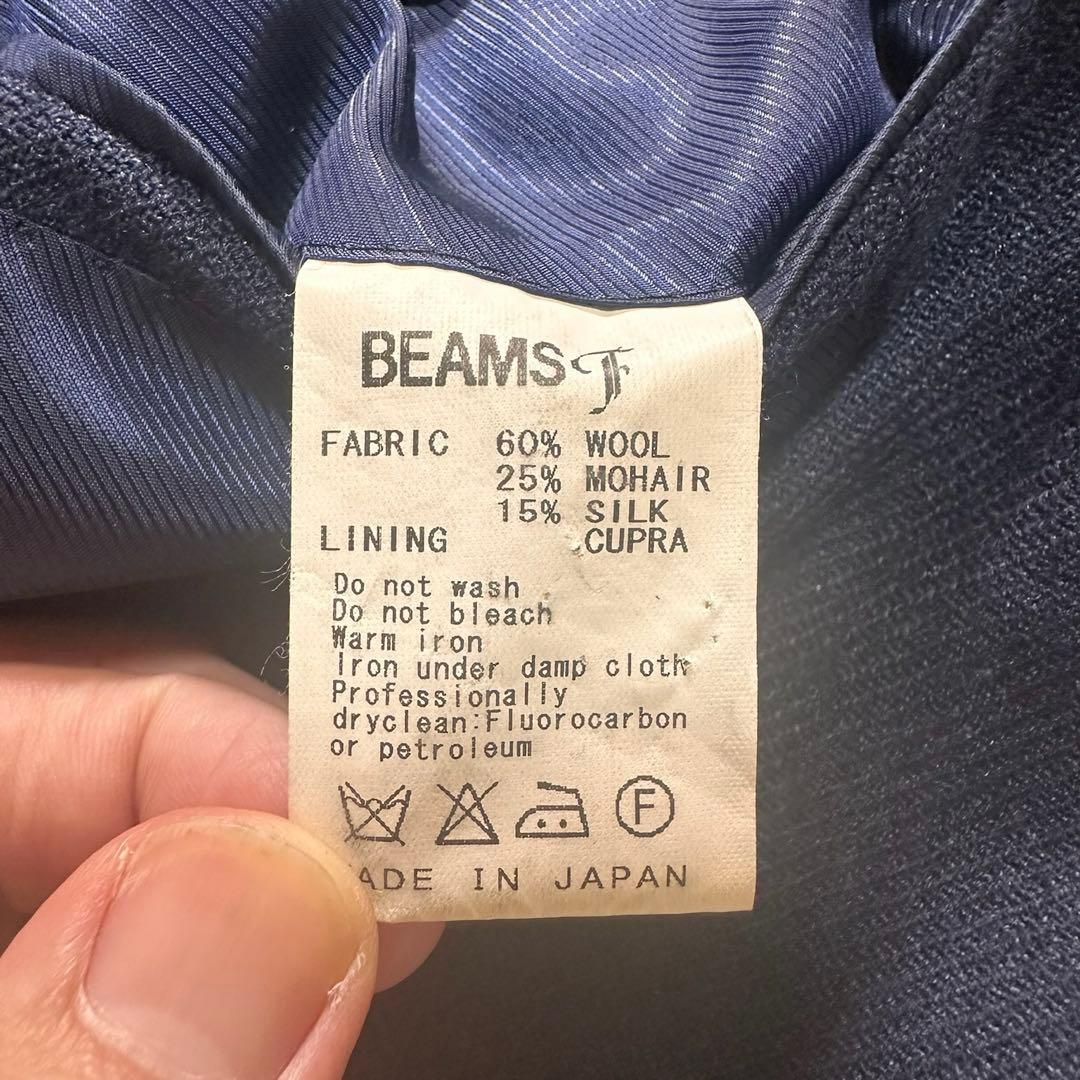 BEAMS F
FABRIC 60% WOOL
25% MOHAIR
15% SILK
LINING CUPRA
Do not wash
Do not bleach
Warm iron
Iron under damp cloth
Professionally
dryclean:Fluorocarbon
or petroleum
F
ADE IN JAPAN